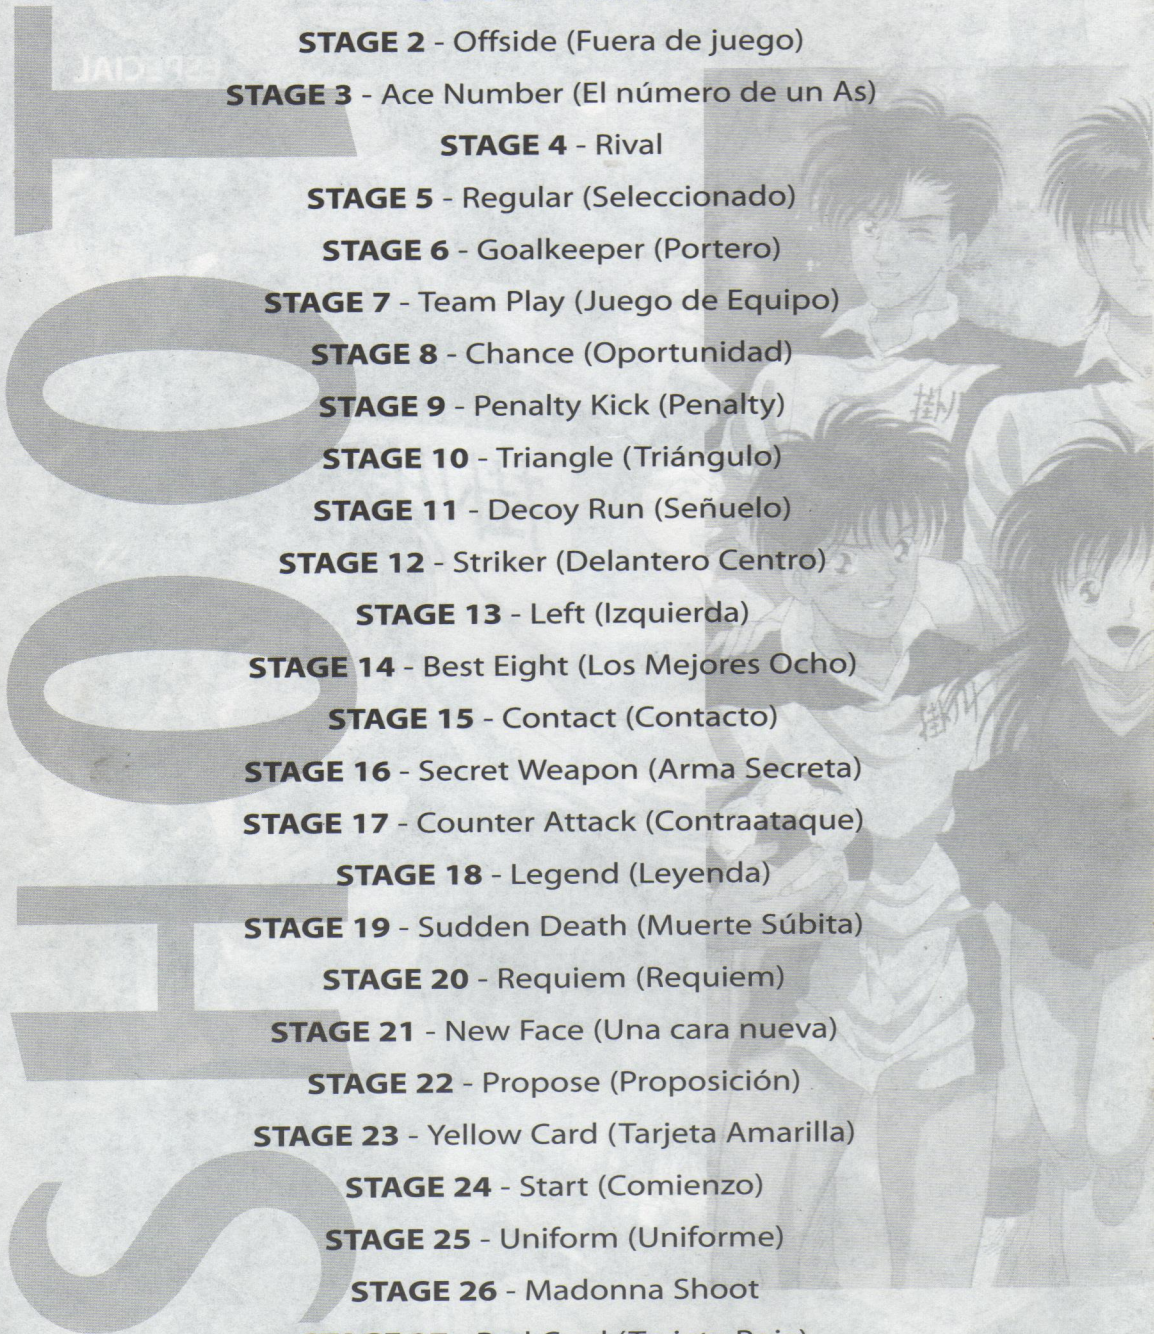 SHOOT
STAGE 2 - Offside (Fuera de juego)
STAGE 3 - Ace Number (El número de un As)
STAGE 4 - Rival
STAGE 5 - Regular (Seleccionado)
STAGE 6 - Goalkeeper (Portero)
STAGE 7 - Team Play (Juego de Equipo)
STAGE 8 - Chance (Oportunidad)
STAGE 9 - Penalty Kick (Penalty)
STAGE 10 - Triangle (Triángulo)
STAGE 11 - Decoy Run (Señuelo)
STAGE 12 - Striker (Delantero Centro)
STAGE 13 - Left (Izquierda)
STAGE 14 - Best Eight (Los Mejores Ocho)
STAGE 15 - Contact (Contacto)
STAGE 16 - Secret Weapon (Arma Secreta)
STAGE 17 - Counter Attack (Contraataque)
STAGE 18 - Legend (Leyenda)
STAGE 19 - Sudden Death (Muerte Súbita)
STAGE 20 - Requiem (Requiem)
STAGE 21 - New Face (Una cara nueva)
STAGE 22 - Propose (Proposición)
STAGE 23 - Yellow Card (Tarjeta Amarilla)
STAGE 24 - Start (Comienzo)
STAGE 25 - Uniform (Uniforme)
STAGE 26 - Madonna Shoot